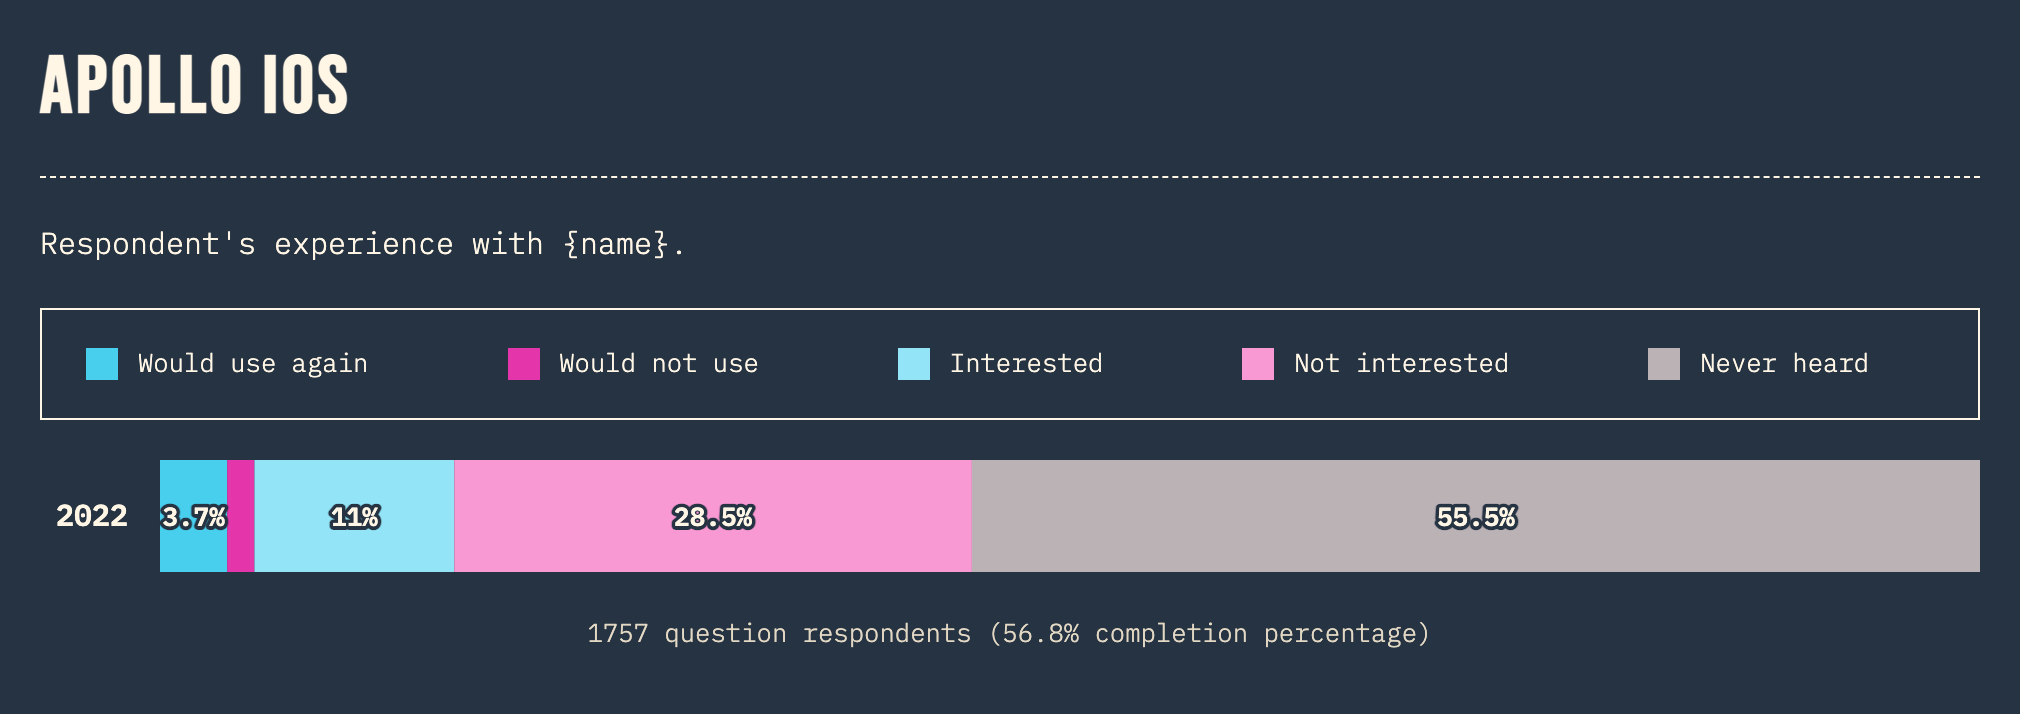 APOLLO IOS
Respondent's experience with {name}.
Would use again Would not use Interested Not interested Never heard
2022 3.7% 11% 28.5% 55.5%
1757 question respondents (56.8% completion percentage)